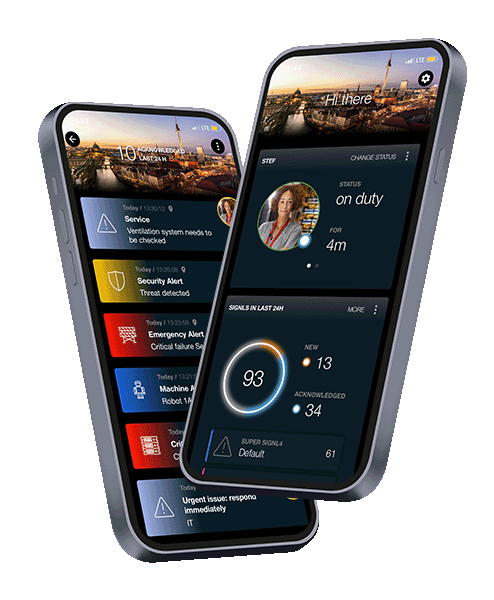 LTE
10 ACKNOWLEDGED
LAST 24 H
Today / 13:30:13
Service
Ventilation system needs to
be checked
Today / 13:26:08
Security Alert
Threat detected
Today / 13:23:58
Emergency Alert
Critical failure Se
Today / 13:21:
Machine A
Robot 1A
Today
Cri
C
Today
Urgent issue: respond
immediately
IT
LTE
Hi there
STEF
CHANGE STATUS
STATUS
on duty
FOR
4m
SIGNLS IN LAST 24H
MORE
93
NEW
13
ACKNOWLEDGED
34
SUPER SIGNL4
Default
61